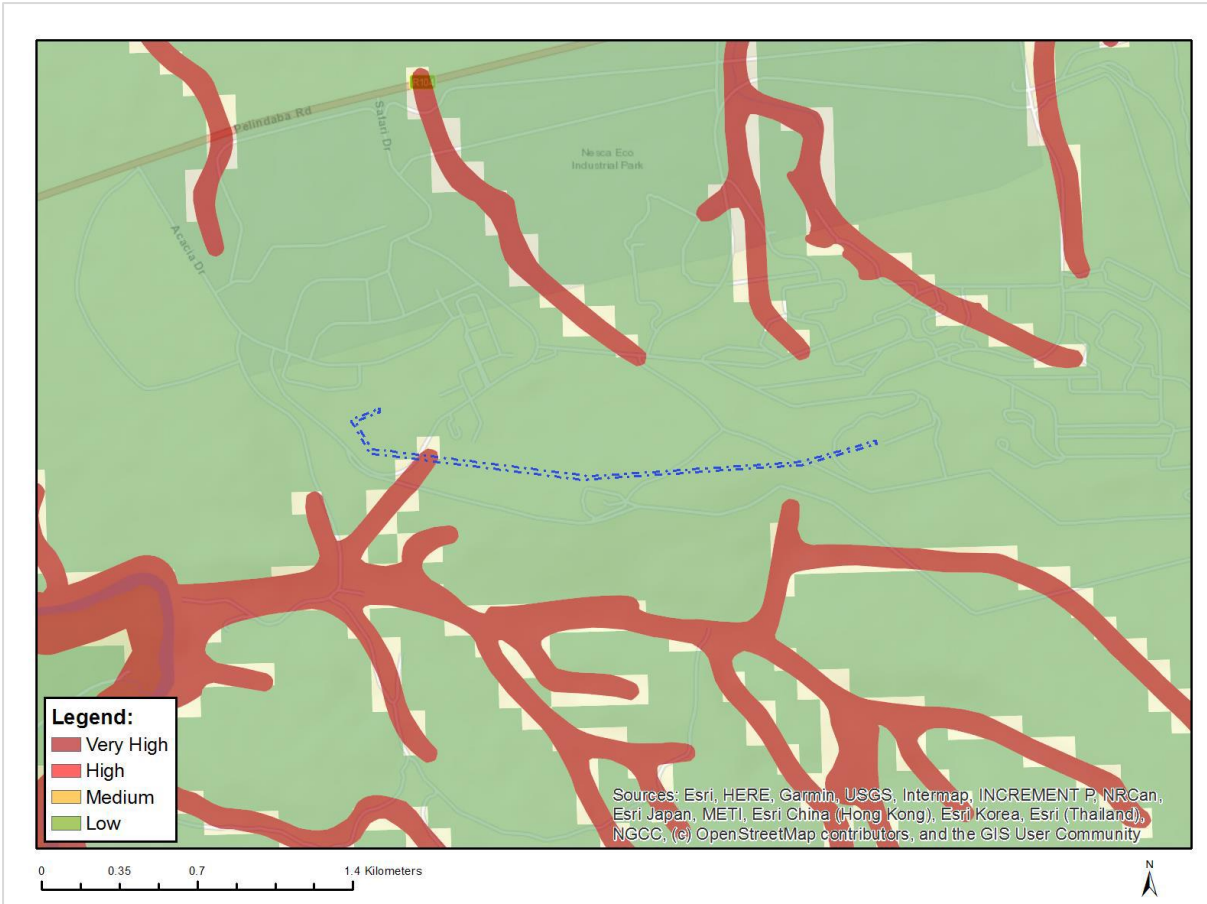 Pelindaba Rd
Safari Dr
Nesca Eco
Industrial Park
Acacia Dr
Legend:
Very High
High
Medium
Low
Sources: Esri, HERE, Garmin, USGS, Intermap, INCREMENT P, NRCan,
Esri Japan, METI, Esri China (Hong Kong), Esri Korea, Esri (Thailand),
NGCC, (c) OpenStreetMap contributors, and the GIS User Community
0 0.35 0.7 1.4 Kilometers
N